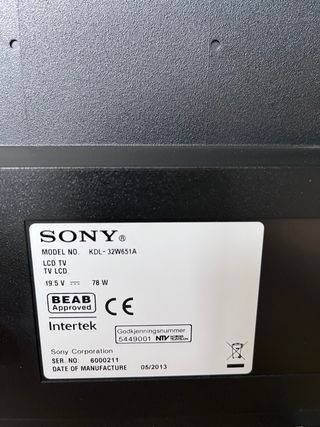 SONY®
MODEL NO. KDL-32W651A
LCD TV
TV LCD
19.5 V ⎓ 78 W
BEAB
Approved
CE
Intertek
Godkjenningsnummer
5449001 NTV
Sony Corporation
SER. NO. 6000211
DATE OF MANUFACTURE 05/2013